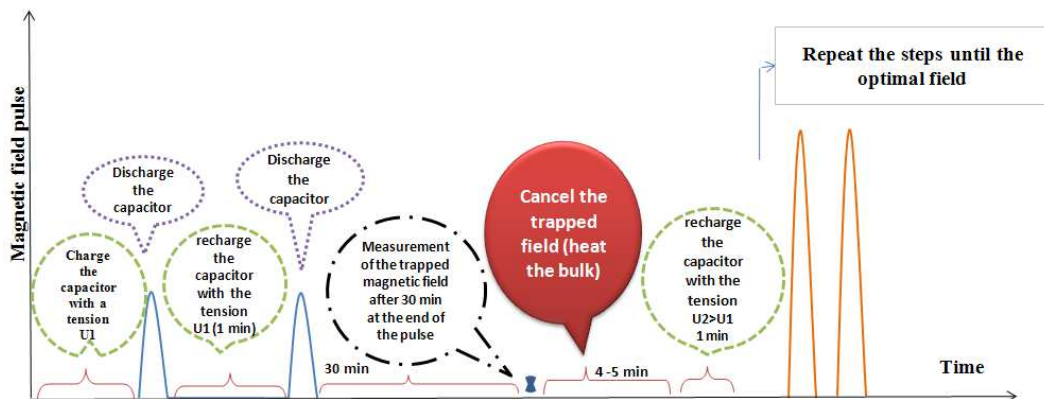 Magnetic field pulse
Charge the
capacitor
with a
tension
U1
Discharge
the
capacitor
recharge
the
capacitor
with the
tension
U1 (1 min)
Discharge
the
capacitor
30 min
Measurement
of the trapped
magnetic field
after 30 min
at the end of
the pulse
Cancel the
trapped
field (heat
the bulk)
4 -5 min
recharge
the
capacitor
with the
tension
U2>U1
1 min
Repeat the steps until the
optimal field
Time